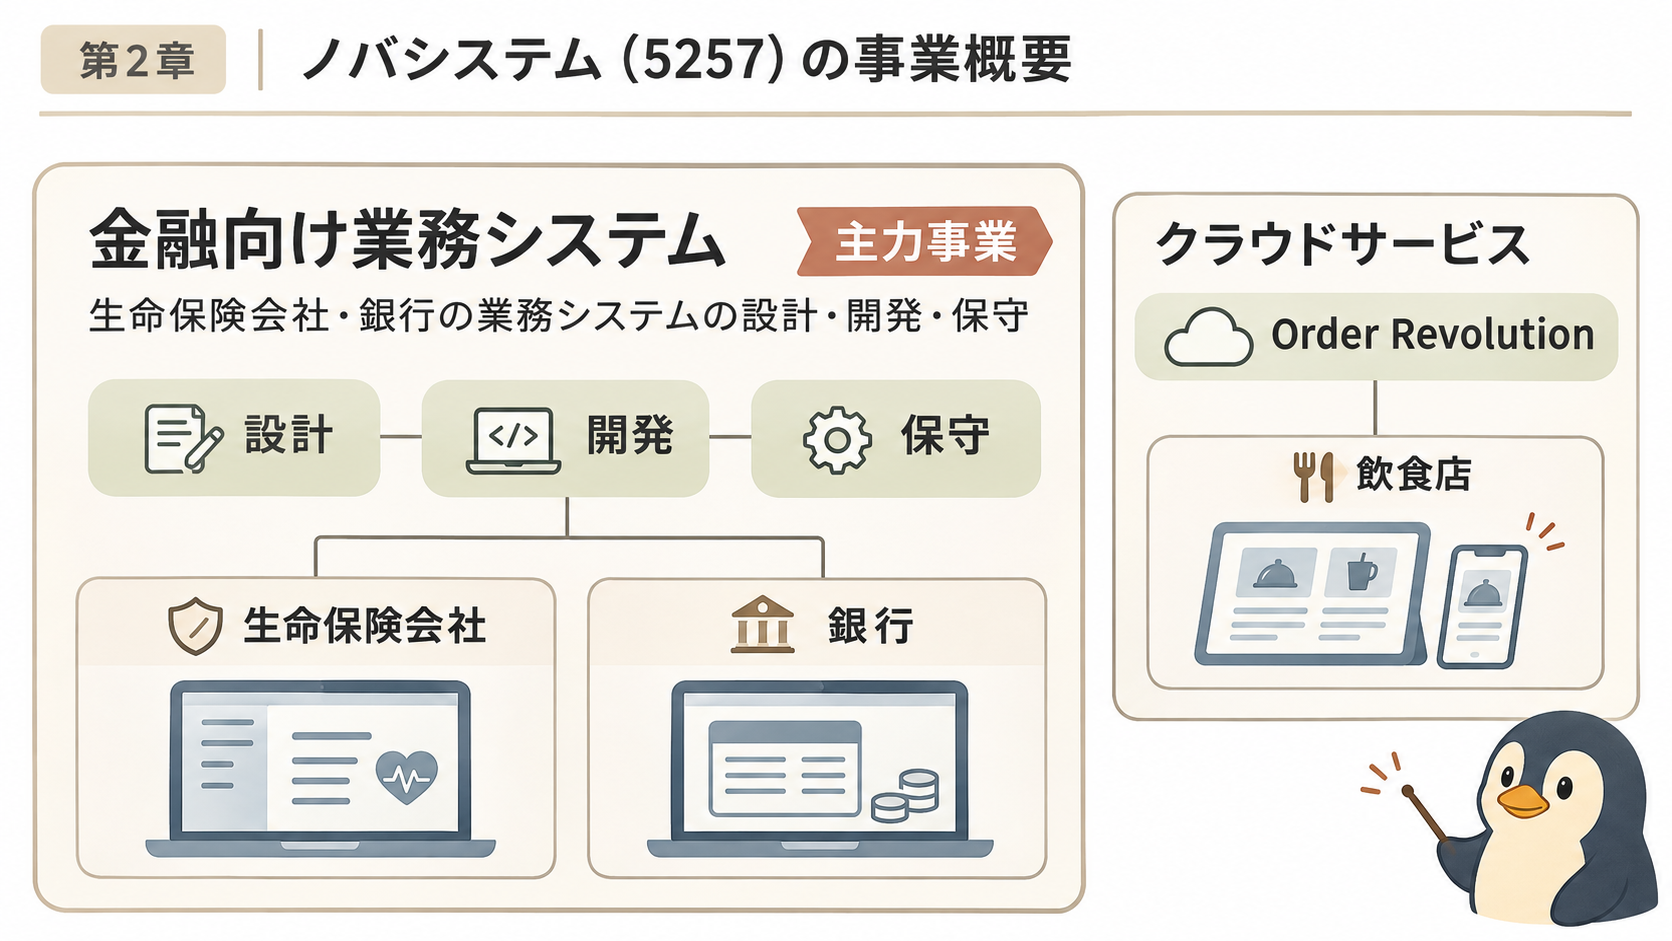 第2章
ノバシステム（5257）の事業概要
金融向け業務システム
主力事業
生命保険会社・銀行の業務システムの設計・開発・保守
設計
</>
開発
保守
生命保険会社
銀行
クラウドサービス
Order Revolution
飲食店